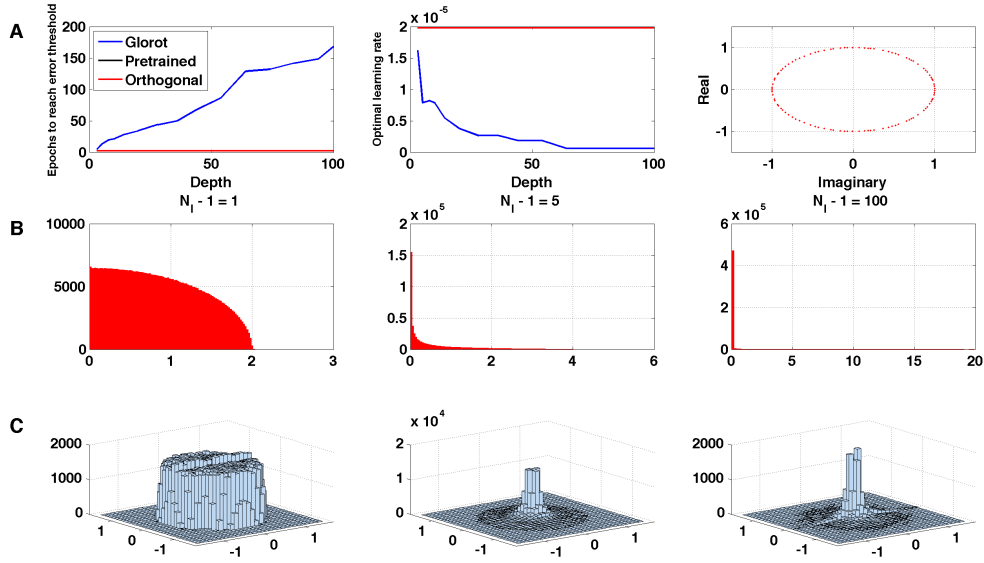 A
Epochs to reach error threshold
200
150
100
50
0
Glorot
Pretrained
Orthogonal
0 50 100
Depth
x 10^-5
Optimal learning rate
2
1.5
1
0.5
0
0 50 100
Depth
Real
1
0
-1
-1 0 1
Imaginary
B
N_l - 1 = 1
10000
5000
0
0 1 2 3
N_l - 1 = 5
x 10^5
2
1.5
1
0.5
0
0 2 4 6
N_l - 1 = 100
x 10^5
6
4
2
0
0 5 10 15 20
C
2000
1000
0
1 0 -1
-1 0 1
x 10^4
2
1
0
1 0 -1
-1 0 1
2000
1000
0
1 0 -1
-1 0 1